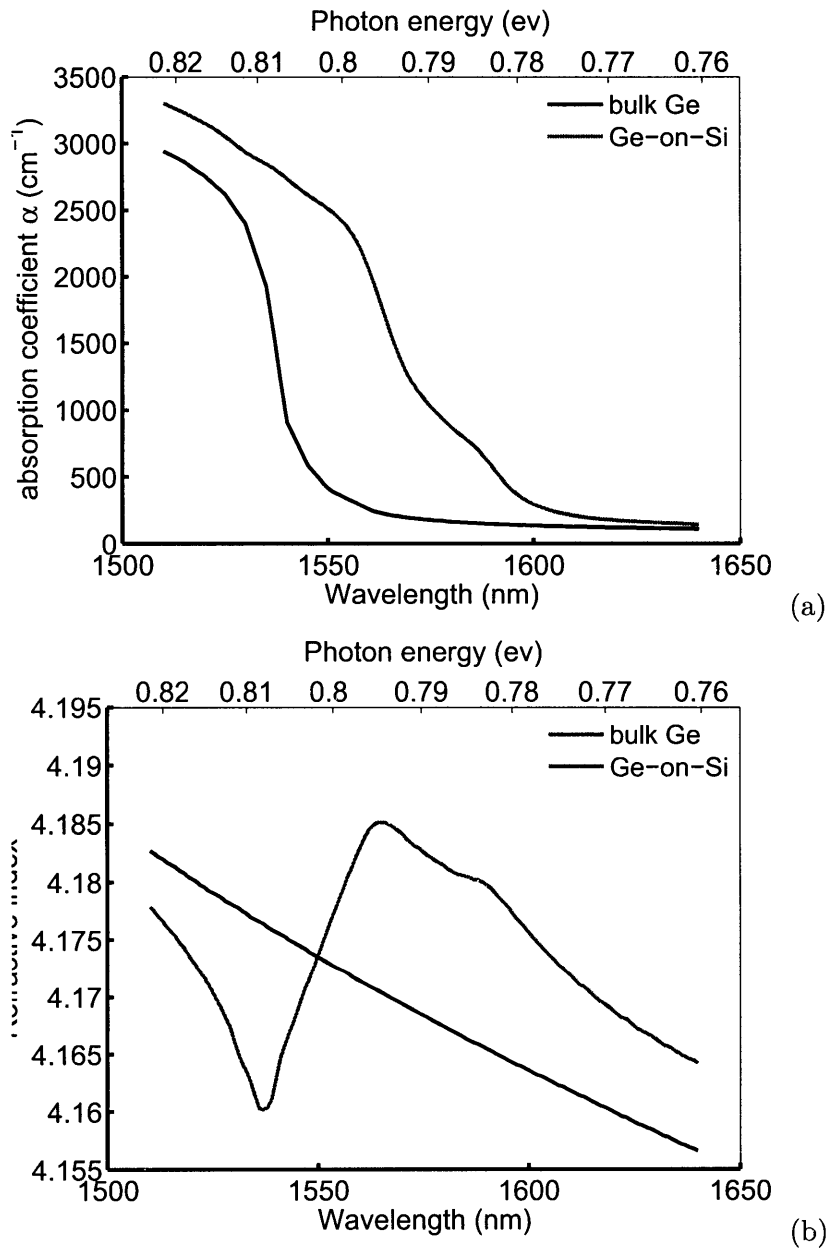 Photon energy (ev)
0.82 0.81 0.8 0.79 0.78 0.77 0.76
3500
3000
2500
2000
1500
1000
500
0
absorption coefficient α (cm⁻¹)
bulk Ge
Ge-on-Si
1500 1550 1600 1650
Wavelength (nm)
(a)
Photon energy (ev)
0.82 0.81 0.8 0.79 0.78 0.77 0.76
4.195
4.19
4.185
4.18
4.175
4.17
4.165
4.16
4.155
bulk Ge
Ge-on-Si
1500 1550 1600 1650
Wavelength (nm)
(b)